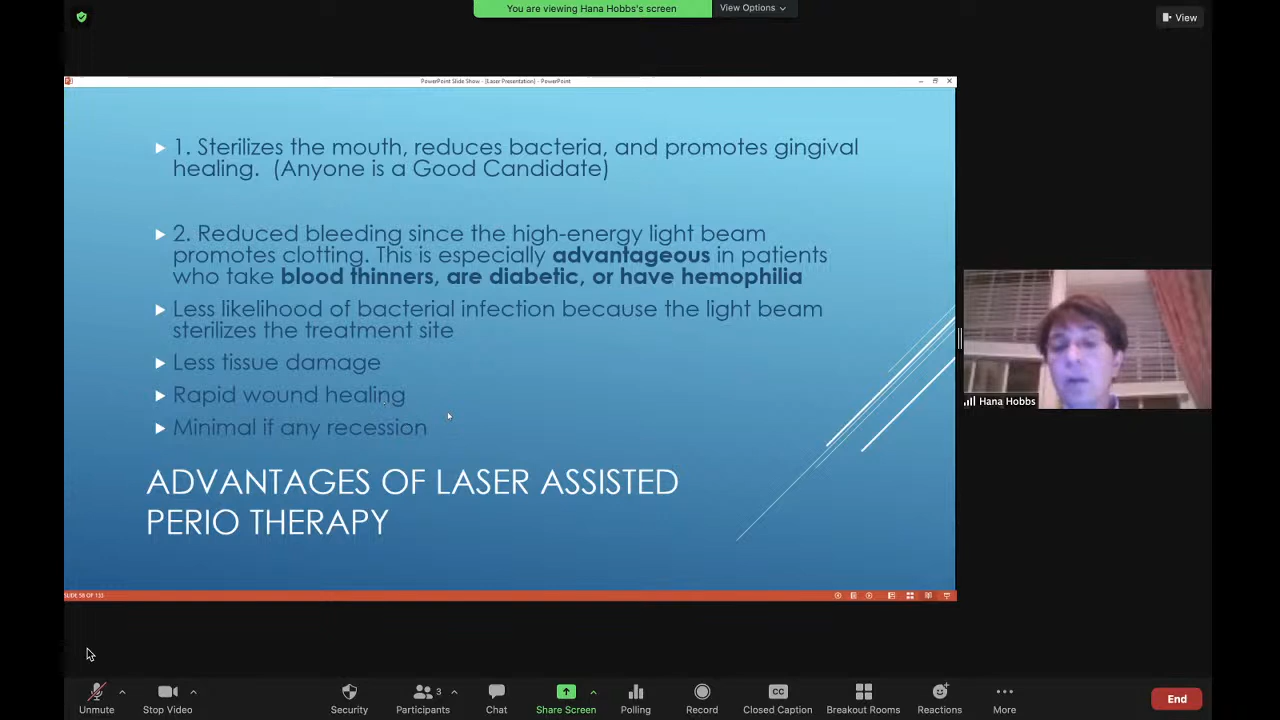 You are viewing Hana Hobbs's screen
View Options
View
PowerPoint Slide Show - [Laser Presentation] - PowerPoint
1. Sterilizes the mouth, reduces bacteria, and promotes gingival
healing. (Anyone is a Good Candidate)
2. Reduced bleeding since the high-energy light beam
promotes clotting. This is especially advantageous in patients
who take blood thinners, are diabetic, or have hemophilia
Less likelihood of bacterial infection because the light beam
sterilizes the treatment site
Less tissue damage
Rapid wound healing
Minimal if any recession
ADVANTAGES OF LASER ASSISTED
PERIO THERAPY
SLIDE 56 OF 133
Hana Hobbs
Unmute
Stop Video
Security
Participants
3
Chat
Share Screen
Polling
Record
CC
Closed Caption
Breakout Rooms
Reactions
More
End